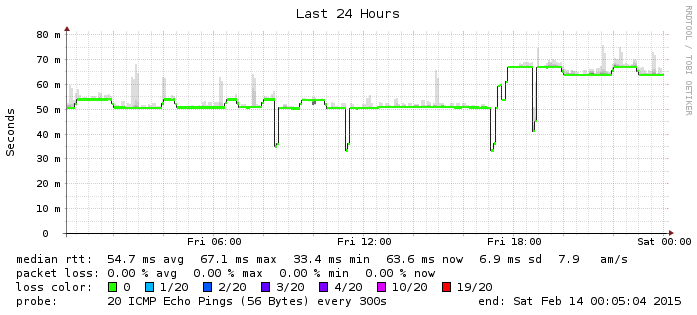 Last 24 Hours
RRDTOOL / TOBI OETIKER
Seconds
80 m
70 m
60 m
50 m
40 m
30 m
20 m
10 m
0
Fri 06:00 Fri 12:00 Fri 18:00 Sat 00:00
median rtt: 54.7 ms avg 67.1 ms max 33.4 ms min 63.6 ms now 6.9 ms sd 7.9 am/s
packet loss: 0.00 % avg 0.00 % max 0.00 % min 0.00 % now
loss color: 0 1/20 2/20 3/20 4/20 10/20 19/20
probe: 20 ICMP Echo Pings (56 Bytes) every 300s end: Sat Feb 14 00:05:04 2015